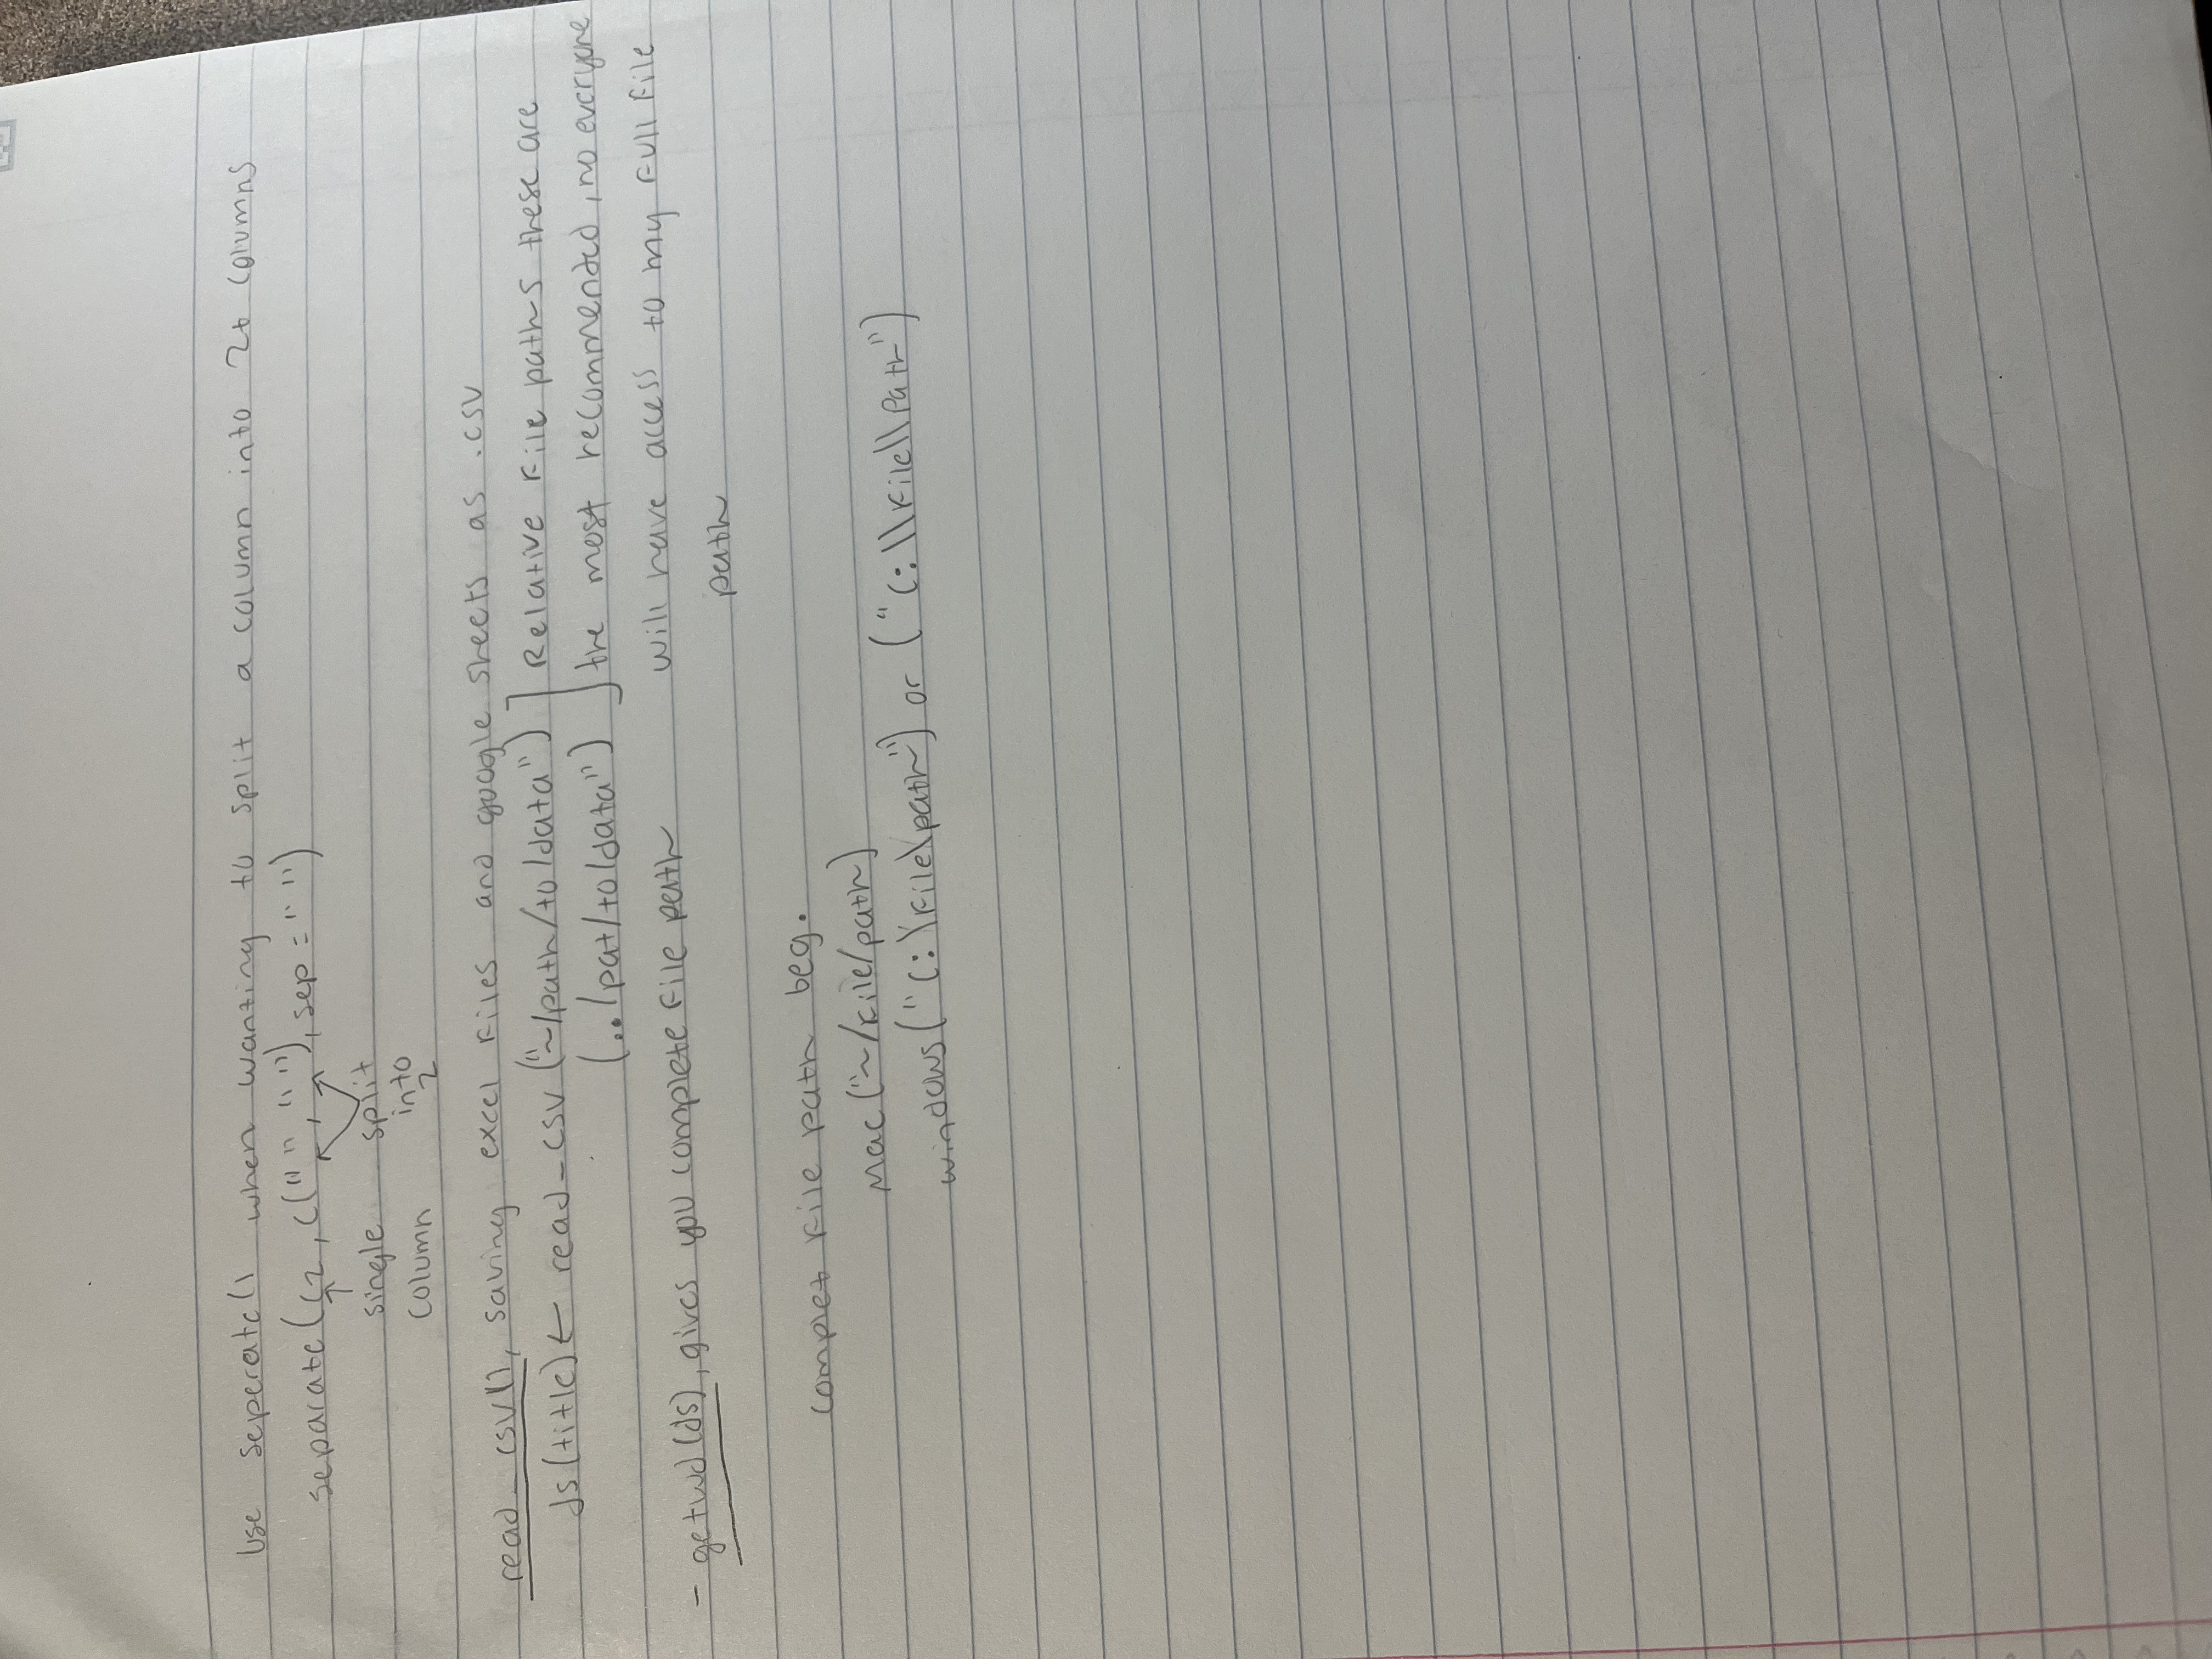 Use seperate() when wanting to split a column into 2+ columns
separate(c2, c("  ", "  "), sep = "  ")
single split
column into
2
read_csv(), saving excel files and google sheets as .csv
ds(title) ← read_csv ("~/path/to/data") ] Relative file paths these are
(../pat/to/data") ] the most recommended, no everyone
will have access to my full file
- getwd(ds), gives you complete file path
path
complet file path beg.
Mac ("~/file/path)
windows ("C:\file\path") or ("C:\\file\\path")